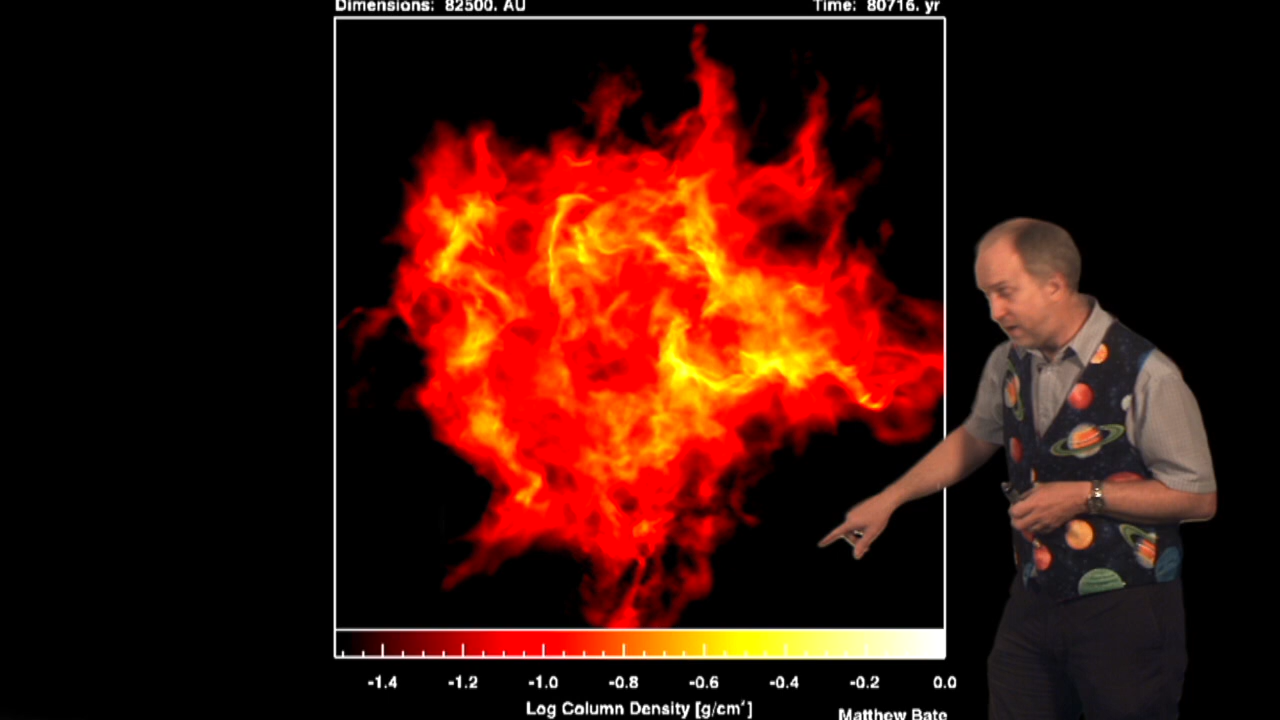 Dimensions: 82500. AU Time: 80716. yr
-1.4 -1.2 -1.0 -0.8 -0.6 -0.4 -0.2 0.0
Log Column Density [g/cm²]
Matthew Bate